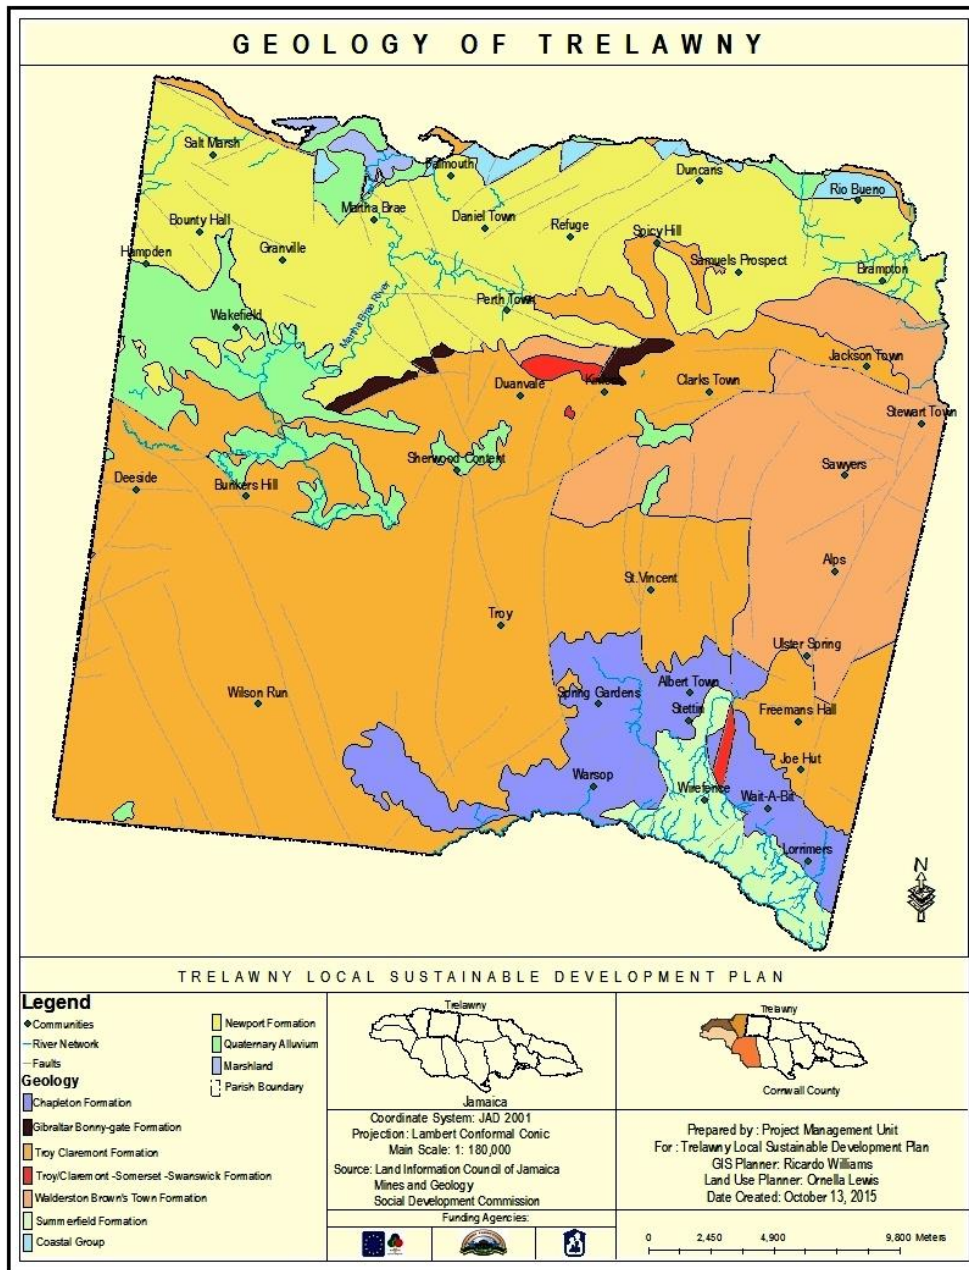 GEOLOGY OF TRELAWNY
Salt Marsh
Falmouth
Duncans
Rio Bueno
Martha Brae
Daniel Town
Bounty Hall
Refuge
Spicy Hill
Hampden
Granville
Samuels Prospect
Brampton
Perth Town
Martha Brae River
Wakefield
Jackson Town
Duanvale
Clarks Town
Stewart Town
Sherwood Content
Sawyers
Deeside
Bunkers Hill
Alps
St.Vincent
Troy
Ulster Spring
Albert Town
Wilson Run
Spring Gardens
Stettin
Freemans Hall
Joe Hut
Warsop
Wirefence
Wait-A-Bit
Lorrimers
N
TRELAWNY LOCAL SUSTAINABLE DEVELOPMENT PLAN
Legend
Communities
River Network
Faults
Geology
Chapleton Formation
Gibraltar Bonny-gate Formation
Troy Claremont Formation
Troy/Claremont -Somerset -Swanswick Formation
Walderston Brown's Town Formation
Summerfield Formation
Coastal Group
Newport Formation
Quaternary Alluvium
Marshland
Parish Boundary
Trelawny
Jamaica
Coordinate System: JAD 2001
Projection: Lambert Conformal Conic
Main Scale: 1: 180,000
Source: Land Information Council of Jamaica
Mines and Geology
Social Development Commission
Funding Agencies:
Trelawny
Cornwall County
Prepared by : Project Management Unit
For : Trelawny Local Sustainable Development Plan
GIS Planner: Ricardo Williams
Land Use Planner: Ornella Lewis
Date Created: October 13, 2015
0 2,450 4,900 9,800 Meters